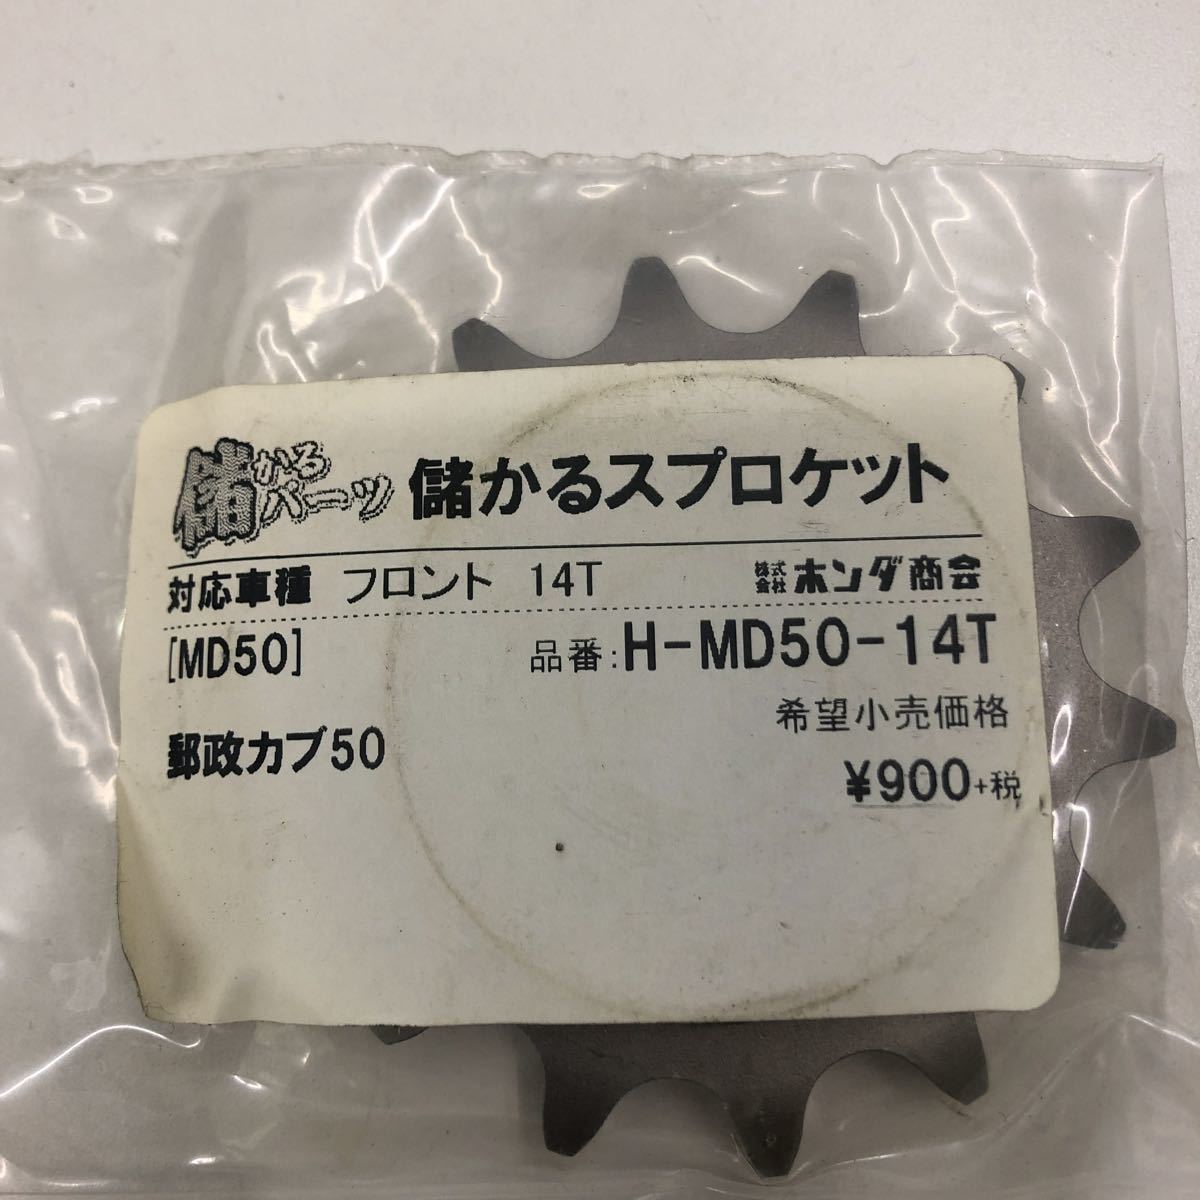 儲かるパーツ 儲かるスプロケット
対応車種 フロント 14T 株式会社 ホンダ商会
[MD50] 品番:H-MD50-14T
希望小売価格
郵政カブ50
¥900+税